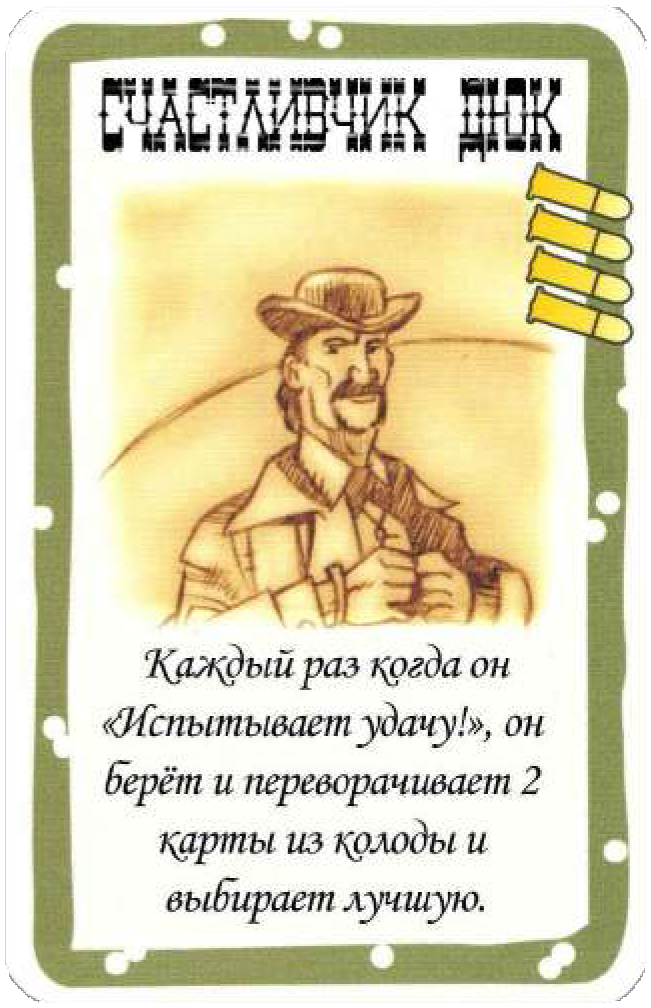 СЧАСТЛИВЧИК ДЮК
Каждый раз когда он
«Испытывает удачу!», он
берёт и переворачивает 2
карты из колоды и
выбирает лучшую.